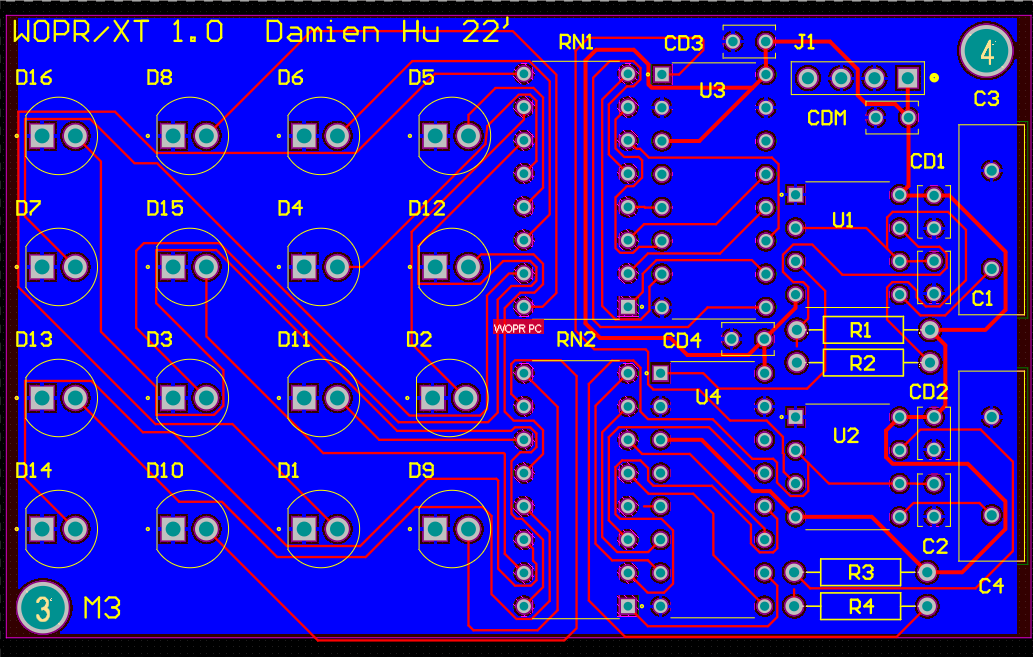 WOPR/XT 1.0 Damien Hu 22'
RN1 CD3 J1 4
D16 D8 D6 D5 U3 C3
CDM
CD1
D7 D15 D4 D12 U1
C1
WOPR PC
D13 D3 D11 D2 RN2 CD4 R1
R2
U4 CD2
U2
D14 D10 D1 D9
C2
R3 C4
3 M3 R4